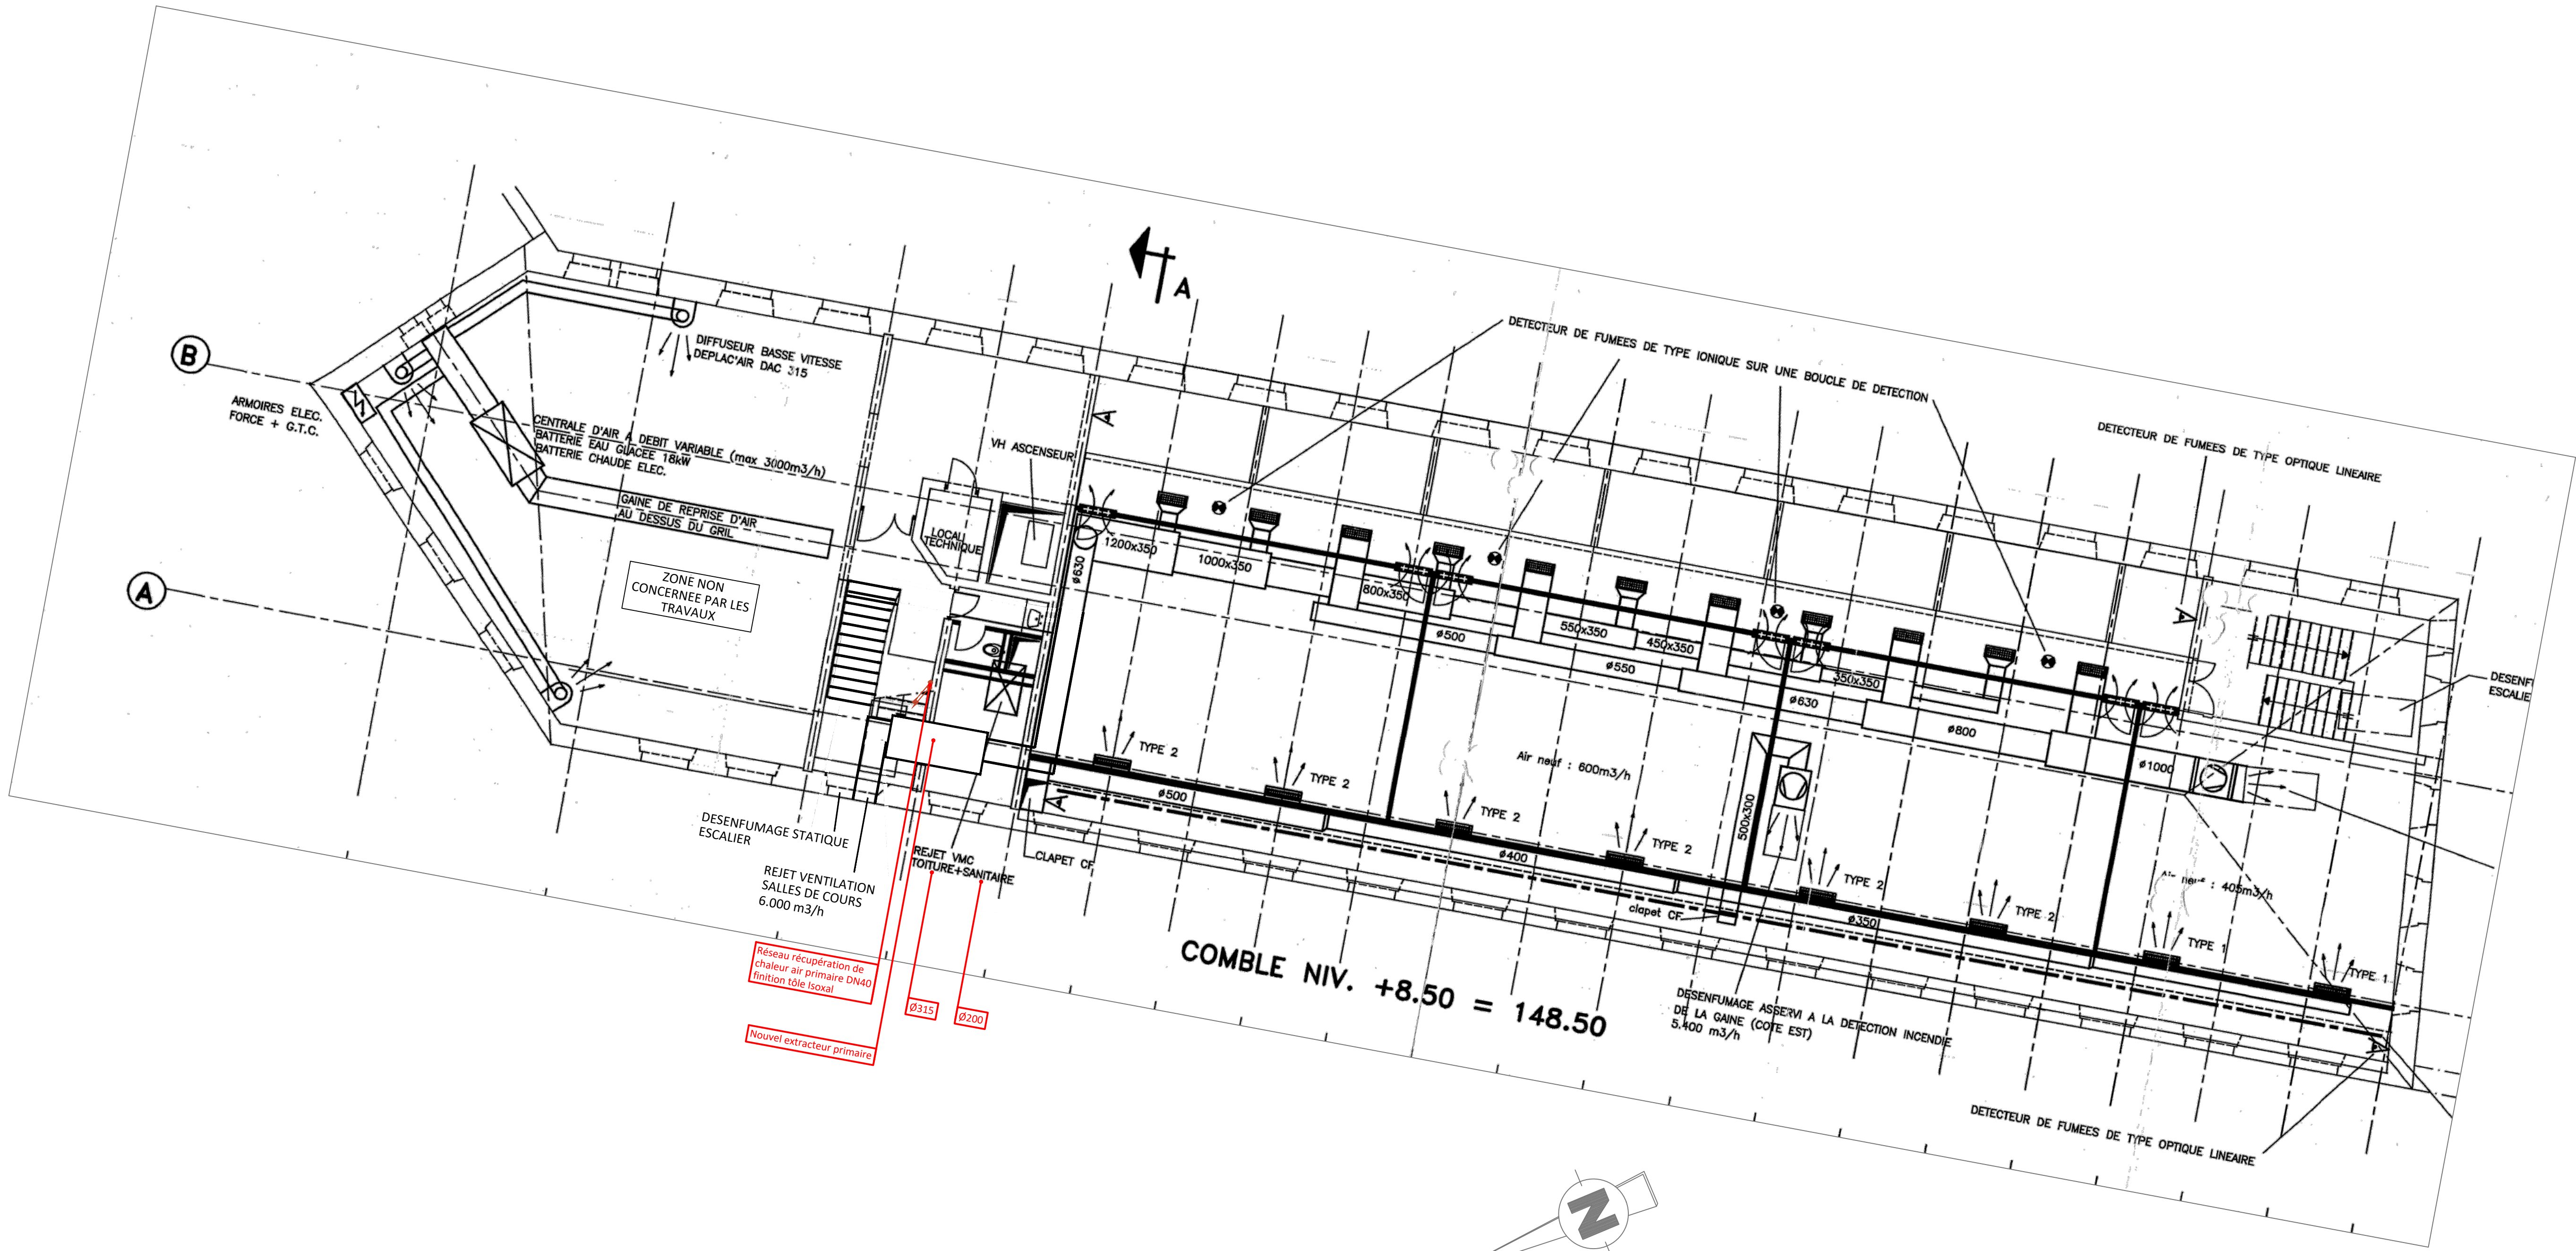 A
DETECTEUR DE FUMEES DE TYPE IONIQUE SUR UNE BOUCLE DE DETECTION
B
DIFFUSEUR BASSE VITESSE
DEPLAC'AIR DAC 315
ARMOIRES ELEC.
FORCE + G.T.C.
CENTRALE D'AIR A DEBIT VARIABLE (max 3000m3/h)
BATTERIE EAU GLACEE 18kW
BATTERIE CHAUDE ELEC.
GAINE DE REPRISE D'AIR
AU DESSUS DU GRIL
VH ASCENSEUR
DETECTEUR DE FUMEES DE TYPE OPTIQUE LINEAIRE
LOCAL
TECHNIQUE
A
ZONE NON
CONCERNEE PAR LES
TRAVAUX
ø630
1200x350
1000x350
800x350
ø500
550x350
450x350
ø550
350x350
ø630
ø800
ø1000
DESENF
ESCALIE
TYPE 2
TYPE 2
TYPE 2
TYPE 2
TYPE 2
TYPE 2
TYPE 1
TYPE 1
Air neuf : 600m3/h
Air neuf : 405m3/h
ø500
ø400
500x300
ø350
clapet CF
CLAPET CF
DESENFUMAGE STATIQUE
ESCALIER
REJET VENTILATION
SALLES DE COURS
6.000 m3/h
REJET VMC
TOITURE+SANITAIRE
Réseau récupération de
chaleur air primaire DN40
finition tôle Isoxal
Ø315
Ø200
Nouvel extracteur primaire
COMBLE NIV. +8.50 = 148.50
DESENFUMAGE ASSERVI A LA DETECTION INCENDIE
DE LA GAINE (COTE EST)
5.400 m3/h
DETECTEUR DE FUMEES DE TYPE OPTIQUE LINEAIRE
N